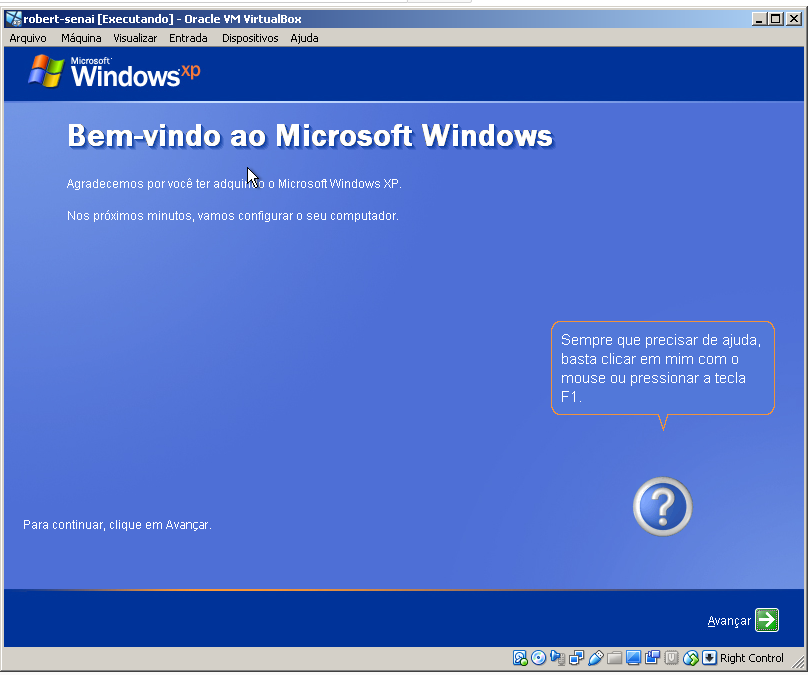 robert-senai [Executando] - Oracle VM VirtualBox
Arquivo Máquina Visualizar Entrada Dispositivos Ajuda
Microsoft
Windows xp
Bem-vindo ao Microsoft Windows
Agradecemos por você ter adquirido o Microsoft Windows XP.
Nos próximos minutos, vamos configurar o seu computador.
Sempre que precisar de ajuda,
basta clicar em mim com o
mouse ou pressionar a tecla
F1.
Para continuar, clique em Avançar.
Avançar
Right Control